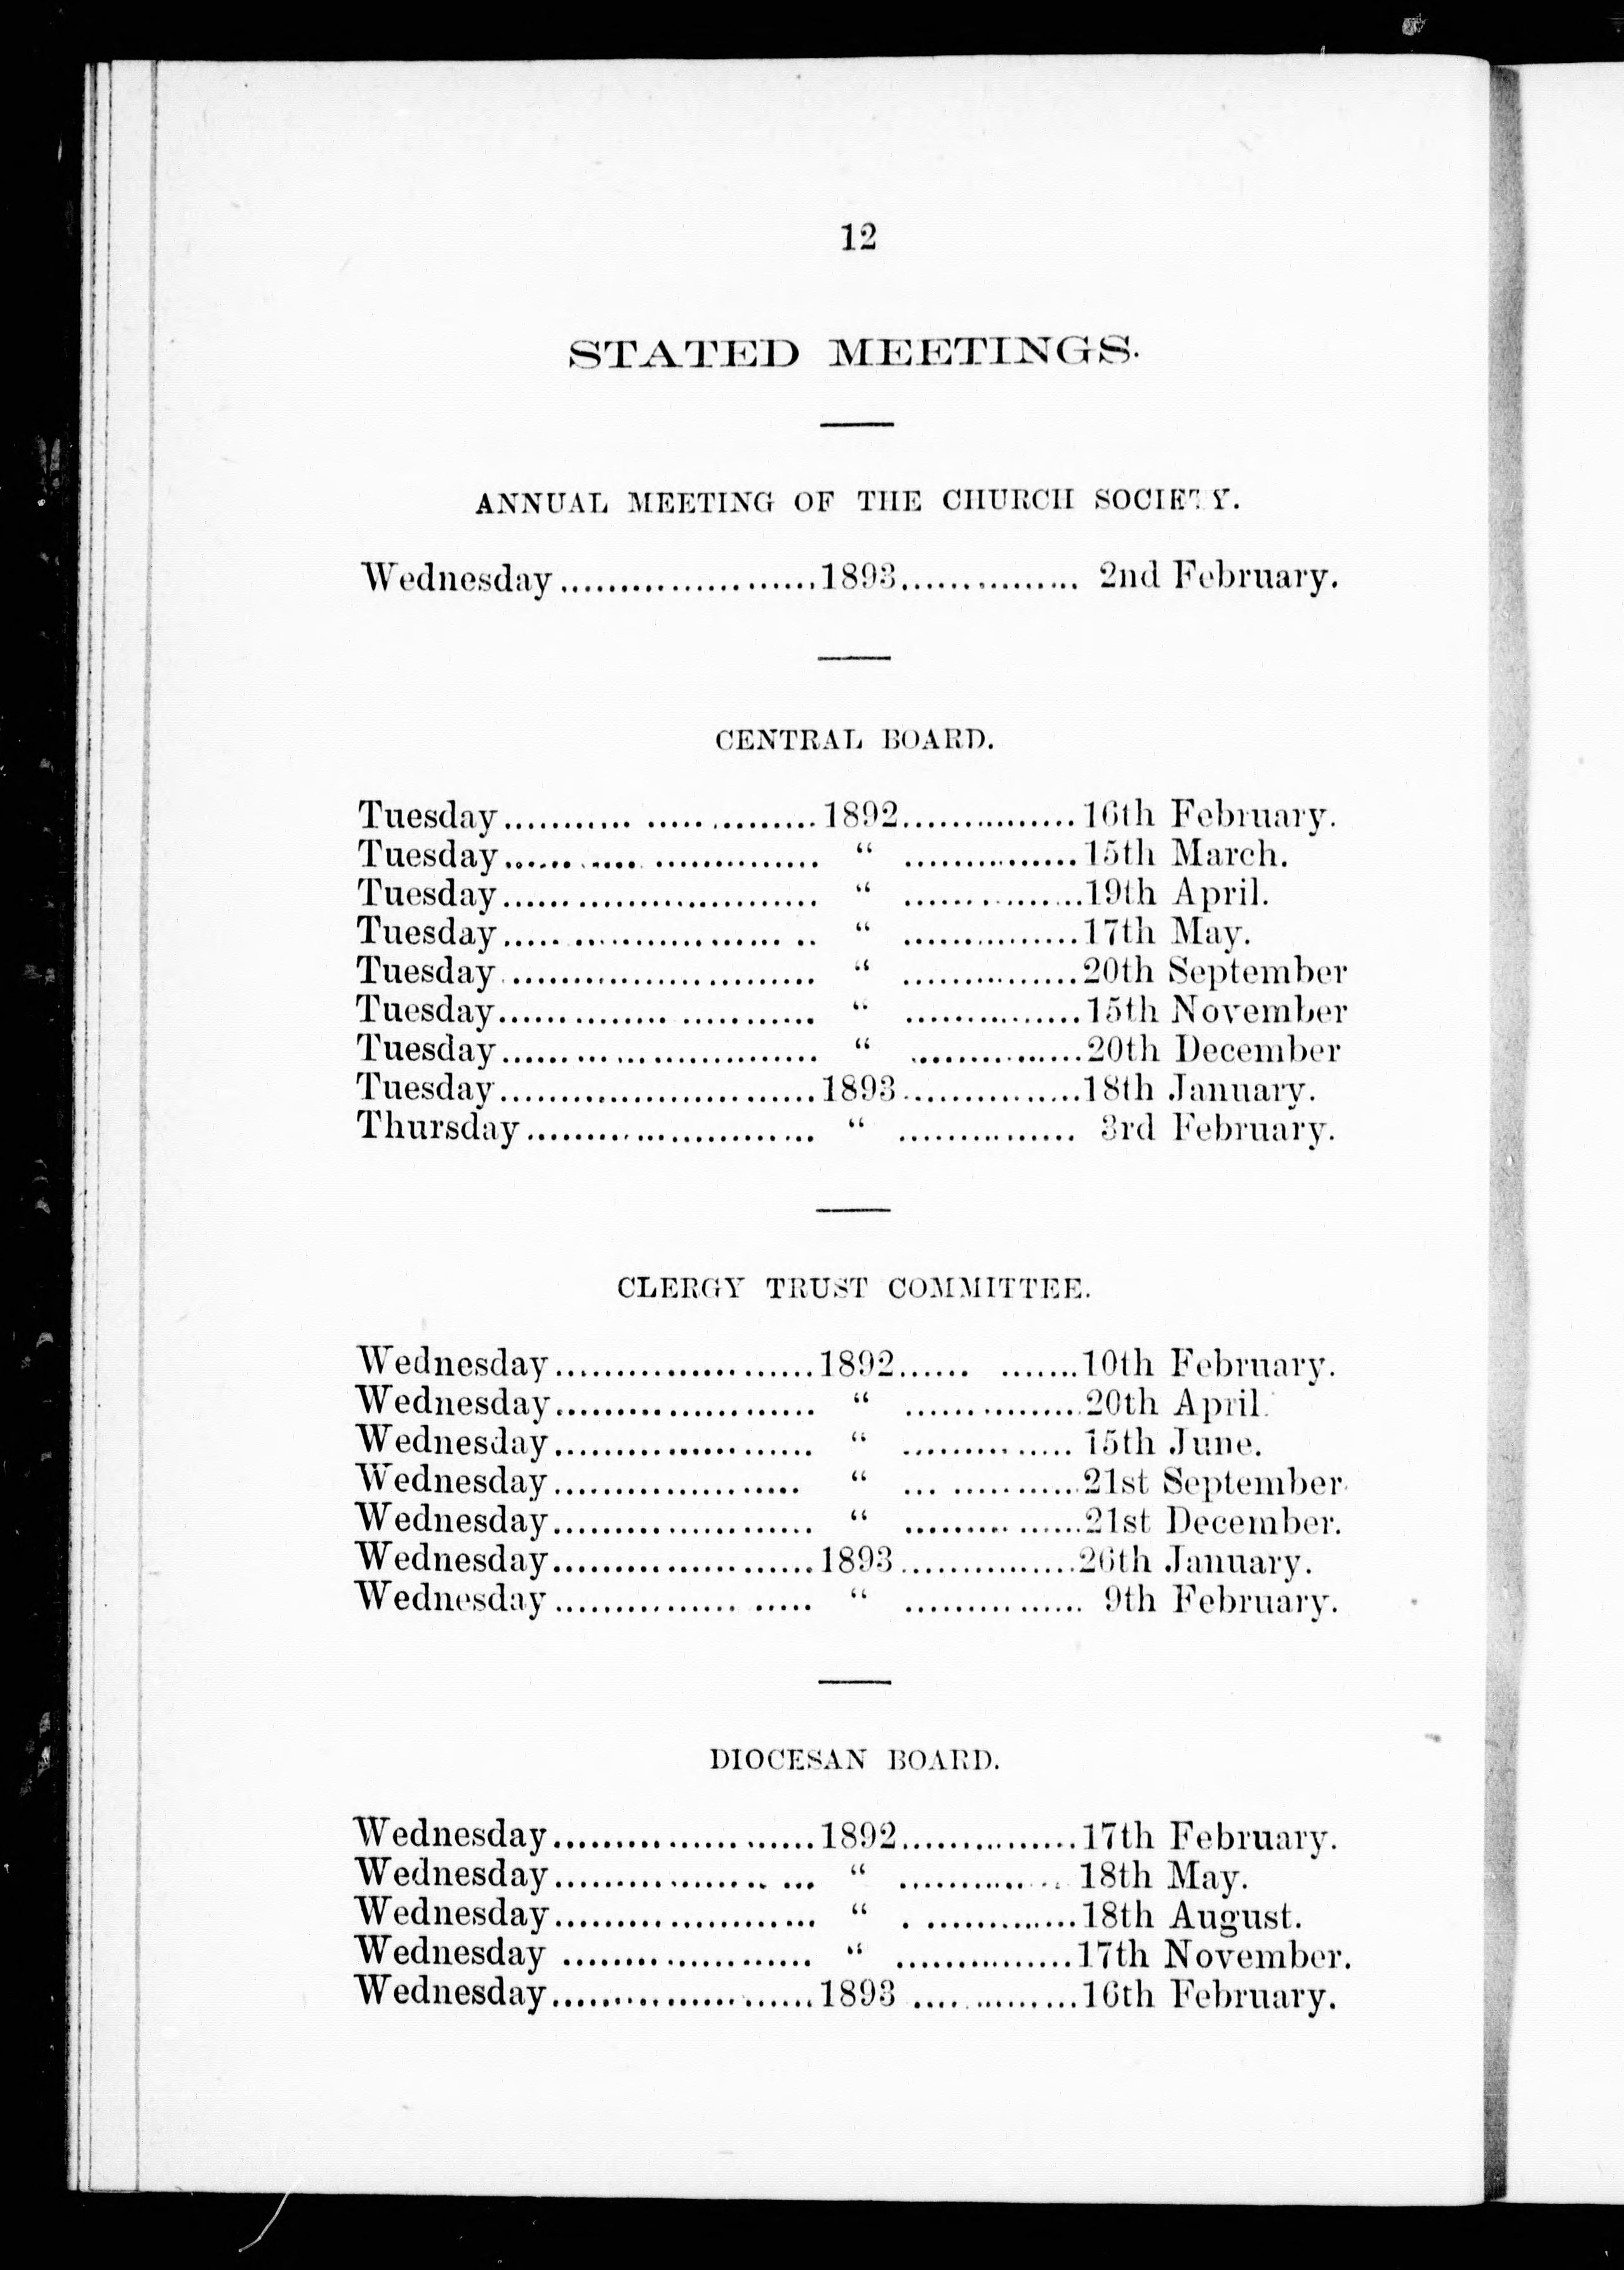 12
STATED MEETINGS.
ANNUAL MEETING OF THE CHURCH SOCIETY.
Wednesday......................1893............... 2nd February.
CENTRAL BOARD.
Tuesday..........................1892...............16th February.
Tuesday.......................... “ ...............15th March.
Tuesday.......................... “ ...............19th April.
Tuesday.......................... “ ...............17th May.
Tuesday.......................... “ ...............20th September
Tuesday.......................... “ ...............15th November
Tuesday.......................... “ ...............20th December
Tuesday..........................1893...............18th January.
Thursday........................ “ ............... 3rd February.
CLERGY TRUST COMMITTEE.
Wednesday......................1892...... .......10th February.
Wednesday...................... “ ...............20th April.
Wednesday...................... “ .............. 15th June.
Wednesday..................... “ ... ...........21st September.
Wednesday...................... “ ...............21st December.
Wednesday......................1893...............26th January.
Wednesday ............... ..... “ ............... 9th February.
DIOCESAN BOARD.
Wednesday......................1892...............17th February.
Wednesday.................. ... “ .............. 18th May.
Wednesday...................... “ . .............18th August.
Wednesday ..................... “ ...............17th November.
Wednesday......................1893 ..............16th February.